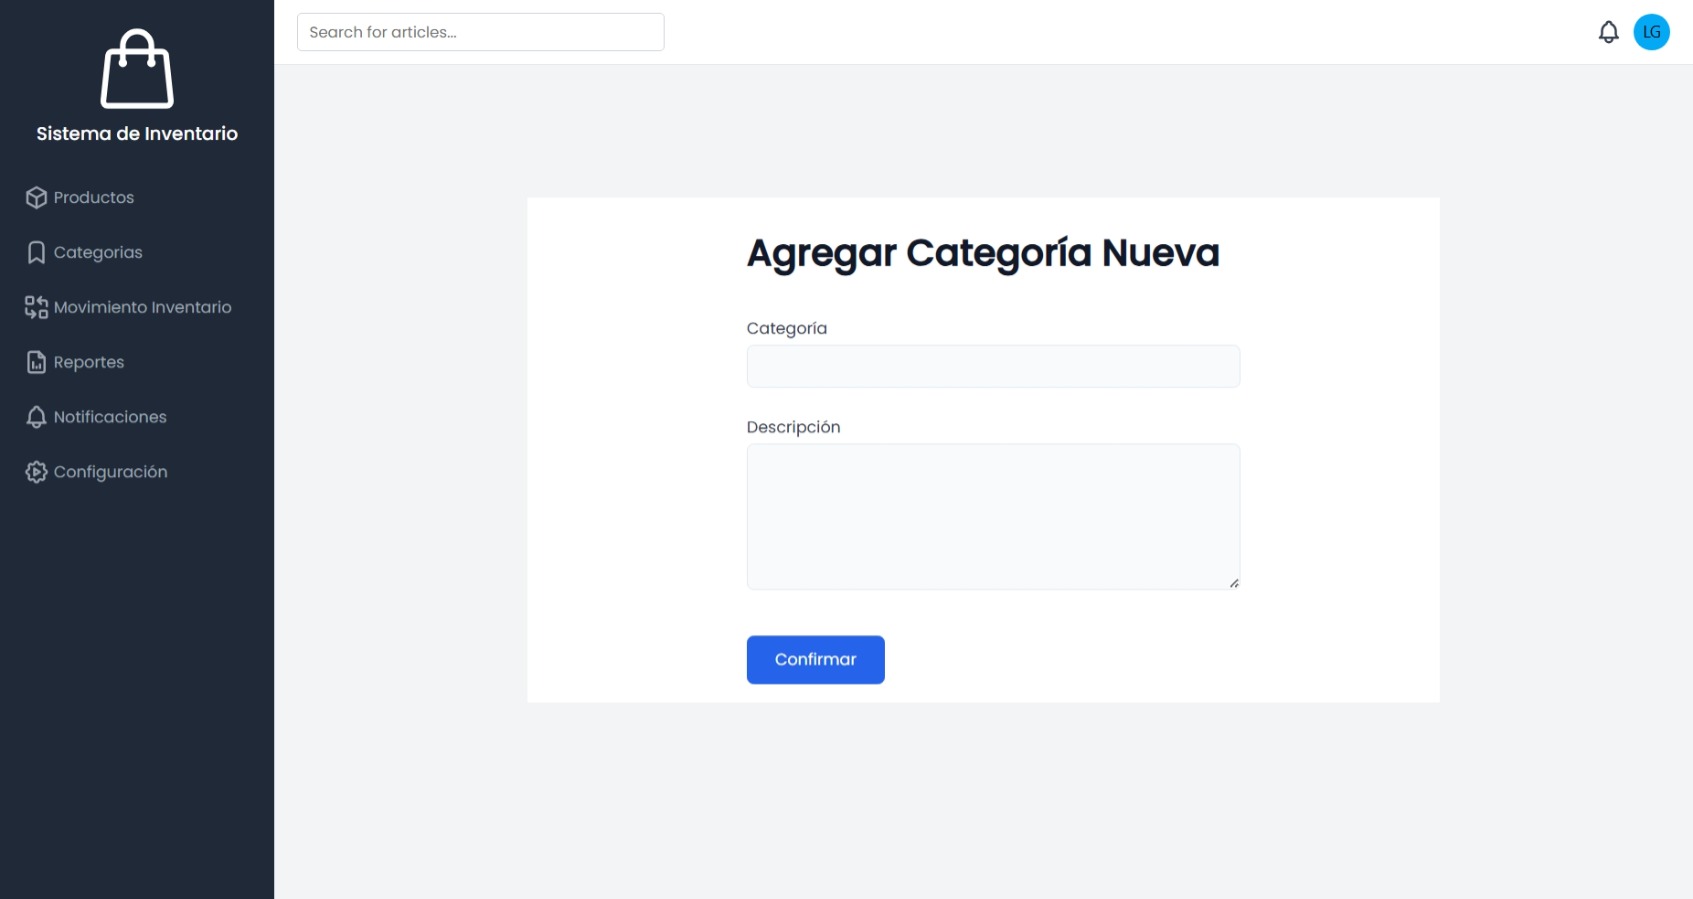 Sistema de Inventario
Productos
Categorias
Movimiento Inventario
Reportes
Notificaciones
Configuración
Search for articles...
LG
Agregar Categoría Nueva
Categoría
Descripción
Confirmar